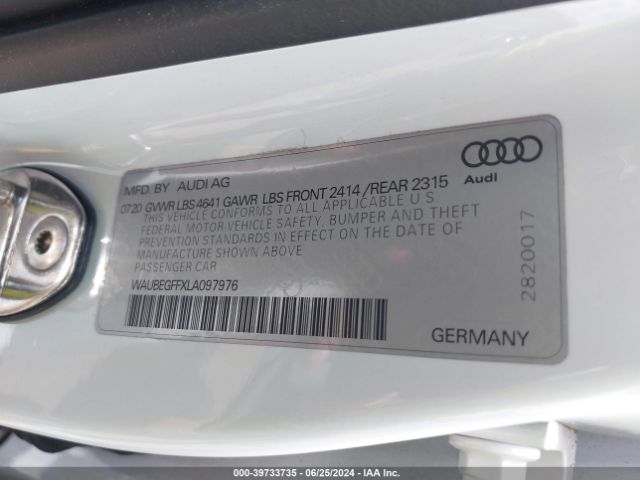 MFD. BY AUDI AG
0720 GVWR LBS 4641 GAWR LBS FRONT 2414 /REAR 2315
THIS VEHICLE CONFORMS TO ALL APPLICABLE U S
FEDERAL MOTOR VEHICLE SAFETY, BUMPER AND THEFT
PREVENTION STANDARDS IN EFFECT ON THE DATE OF
MANUFACTURE SHOWN ABOVE
PASSENGER CAR
WAUBEGFFXLA097976
GERMANY
Audi
2820017
000-39733735 - 06/25/2024 - IAA Inc.